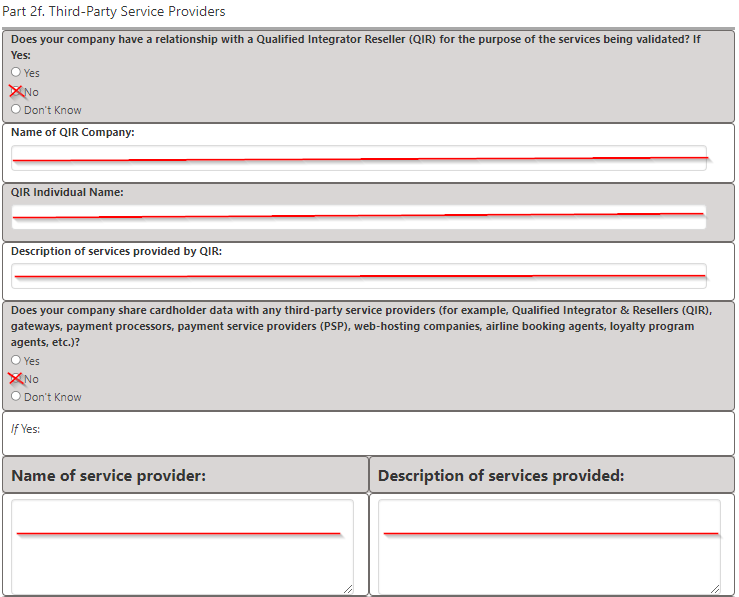 Part 2f. Third-Party Service Providers
Does your company have a relationship with a Qualified Integrator Reseller (QIR) for the purpose of the services being validated? If
Yes:
Yes
No
Don't Know
Name of QIR Company:
QIR Individual Name:
Description of services provided by QIR:
Does your company share cardholder data with any third-party service providers (for example, Qualified Integrator & Resellers (QIR),
gateways, payment processors, payment service providers (PSP), web-hosting companies, airline booking agents, loyalty program
agents, etc.)?
Yes
No
Don't Know
If Yes:
Name of service provider:
Description of services provided: